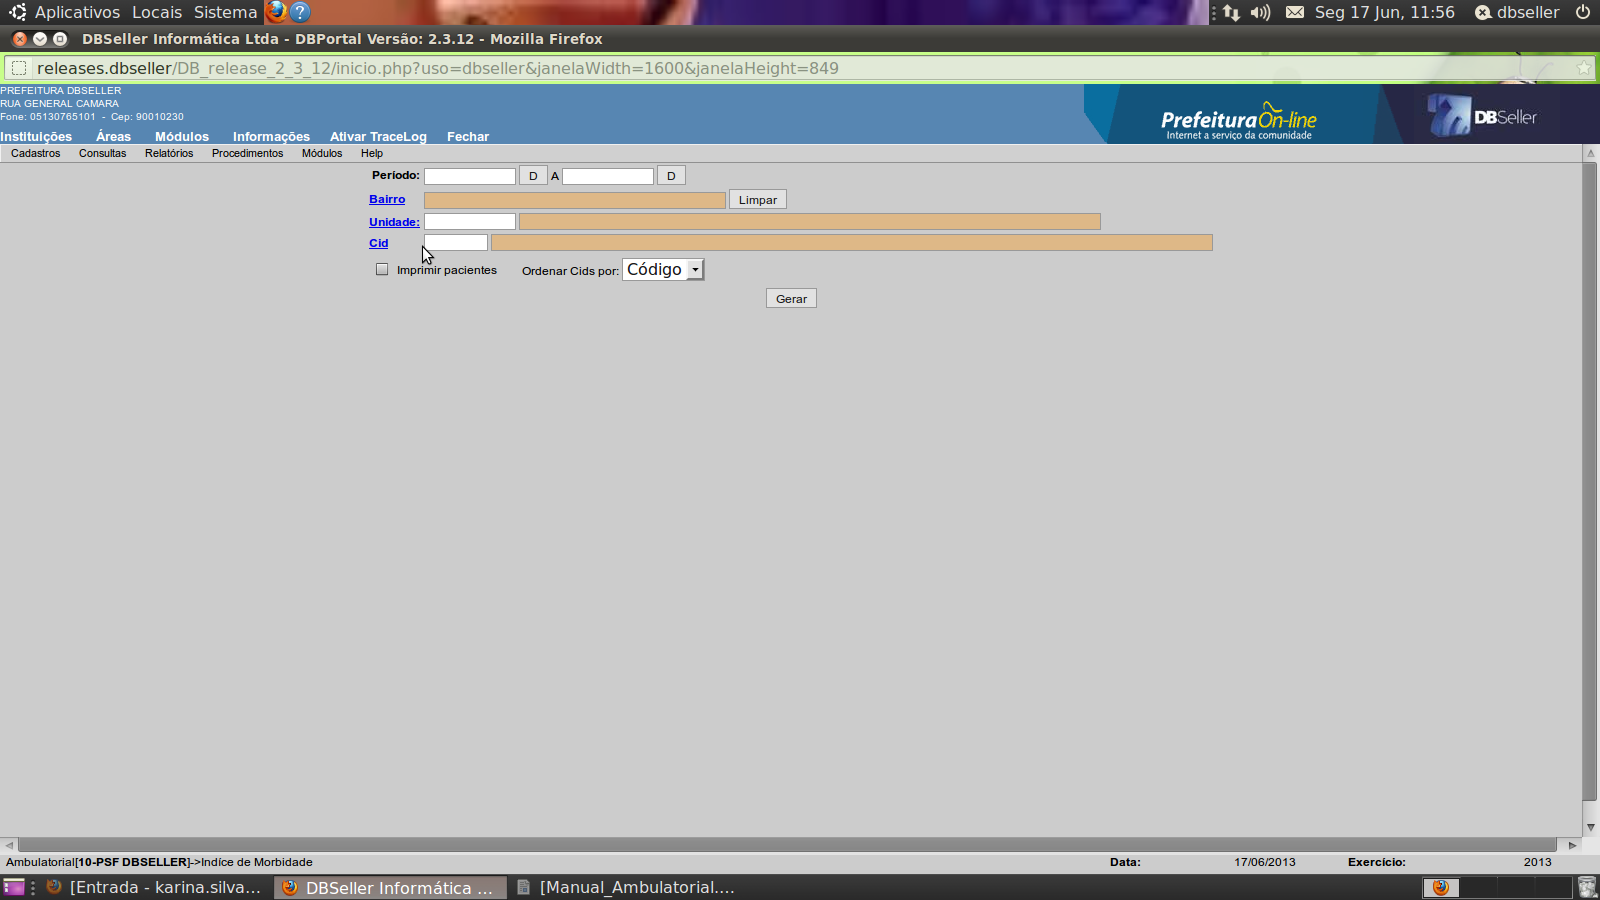 Aplicativos Locais Sistema ? Seg 17 Jun, 11:56 dbseller
DBSeller Informática Ltda - DBPortal Versão: 2.3.12 - Mozilla Firefox
releases.dbseller/DB_release_2_3_12/inicio.php?uso=dbseller&janelaWidth=1600&janelaHeight=849
PREFEITURA DBSELLER
RUA GENERAL CAMARA
Fone: 05130765101 - Cep: 90010230
Prefeitura On-line
Internet a serviço da comunidade
DBSeller
Instituições Áreas Módulos Informações Ativar TraceLog Fechar
Cadastros Consultas Relatórios Procedimentos Módulos Help
Período: D A D
Bairro Limpar
Unidade:
Cid
Imprimir pacientes Ordenar Cids por: Código
Gerar
Ambulatorial[10-PSF DBSELLER]->Indíce de Morbidade Data: 17/06/2013 Exercício: 2013
[Entrada - karina.silva... DBSeller Informática ... [Manual_Ambulatorial....